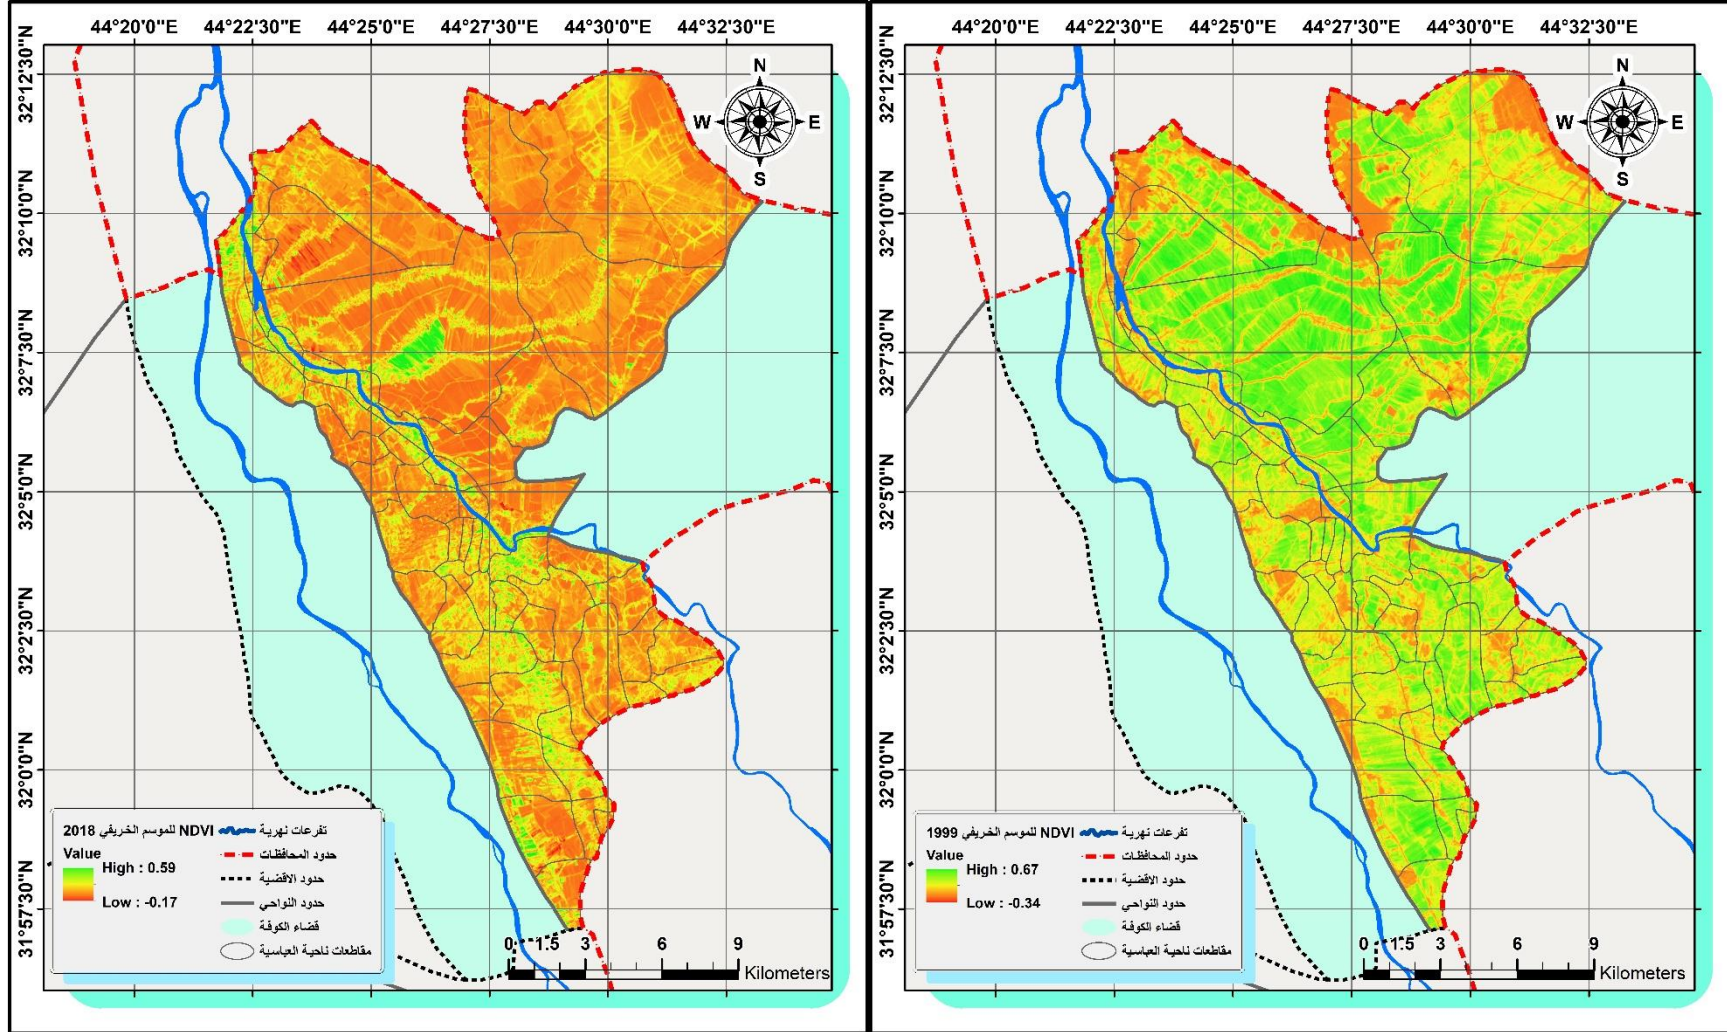 44°20'0"E 44°22'30"E 44°25'0"E 44°27'30"E 44°30'0"E 44°32'30"E
32°12'30"N
32°10'0"N
32°7'30"N
32°5'0"N
32°2'30"N
32°0'0"N
31°57'30"N
N
W E
S
NDVI للموسم الخريفي 2018
Value
High : 0.59
Low : -0.17
تفرعات نهرية
حدود المحافظات
حدود الاقضية
حدود النواحي
قضاء الكوفة
مقاطعات ناحية العباسية
0 1.5 3 6 9
Kilometers
44°20'0"E 44°22'30"E 44°25'0"E 44°27'30"E 44°30'0"E 44°32'30"E
32°12'30"N
32°10'0"N
32°7'30"N
32°5'0"N
32°2'30"N
32°0'0"N
31°57'30"N
N
W E
S
NDVI للموسم الخريفي 1999
Value
High : 0.67
Low : -0.34
تفرعات نهرية
حدود المحافظات
حدود الاقضية
حدود النواحي
قضاء الكوفة
مقاطعات ناحية العباسية
0 1.5 3 6 9
Kilometers